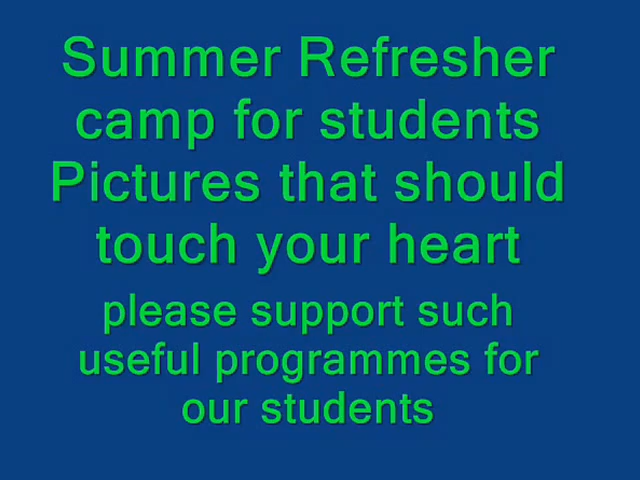 Summer Refresher
camp for students
Pictures that should
touch your heart
please support such
useful programmes for
our students